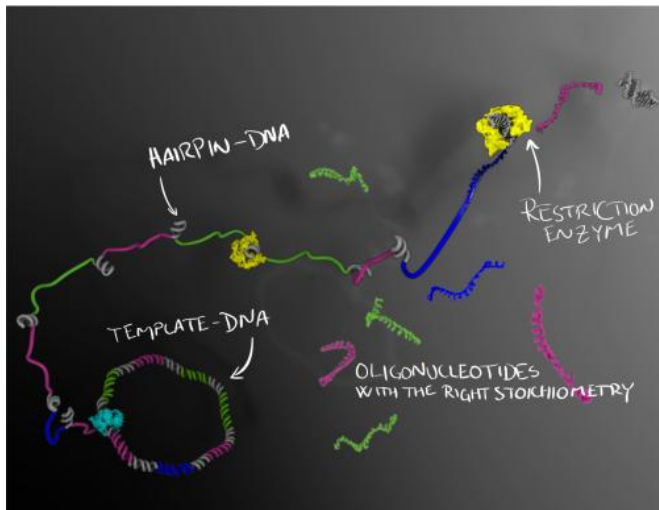 HAIRPIN-DNA
RESTRICTION
ENZYME
TEMPLATE-DNA
OLIGONUCLEOTIDES
WITH THE RIGHT STOICHIOMETRY